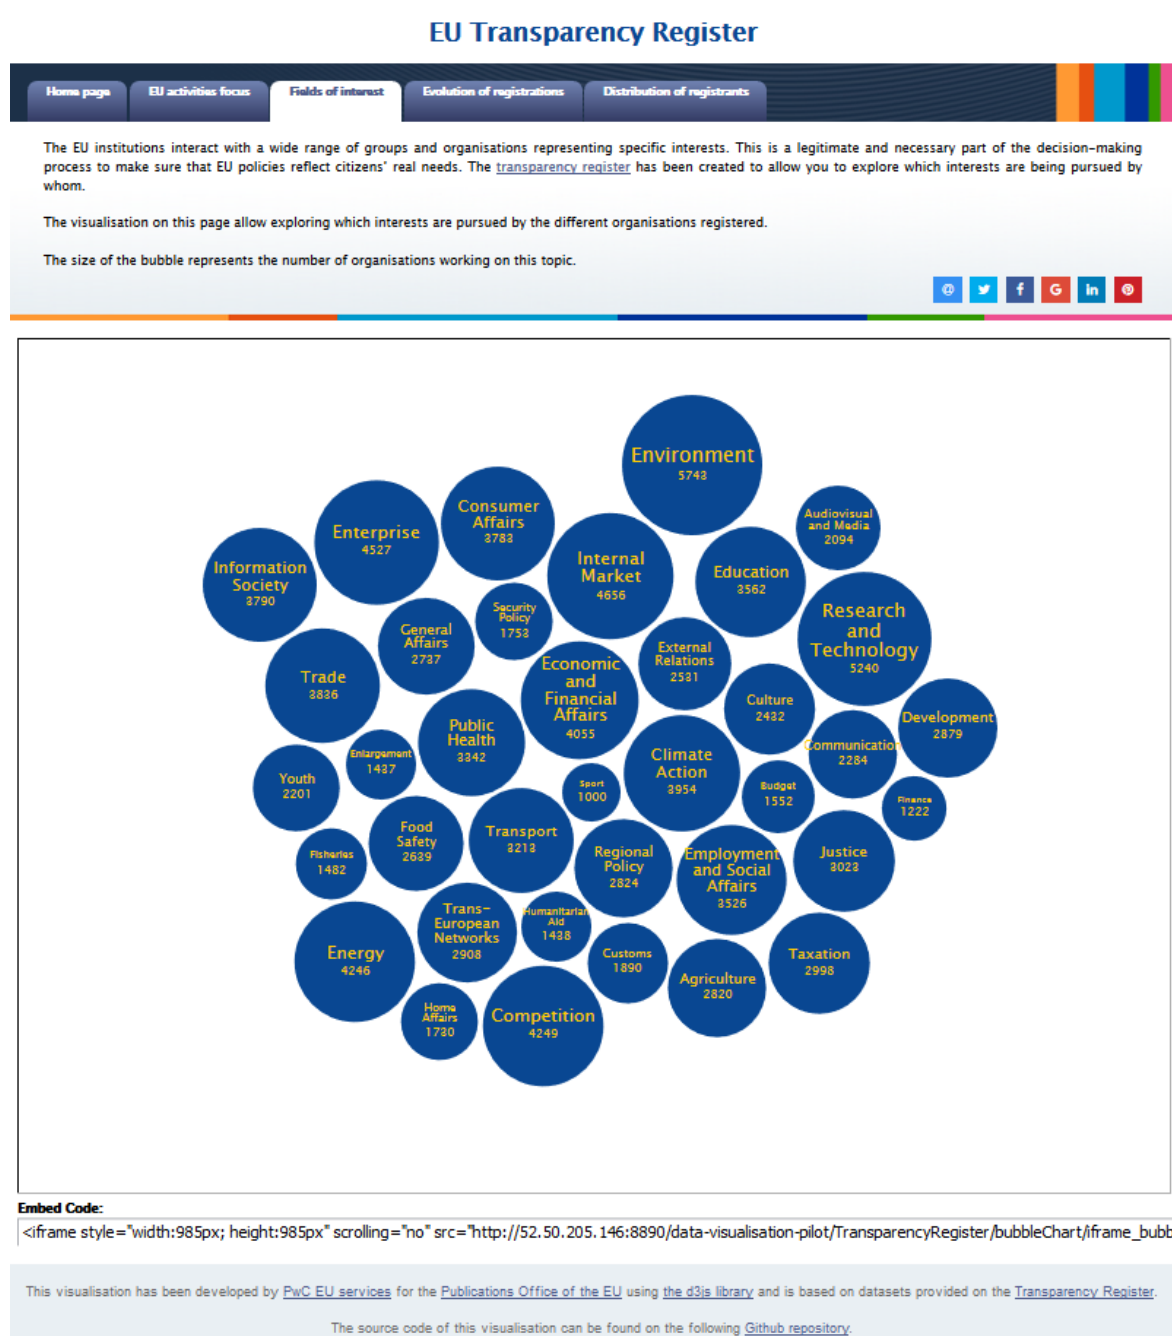 EU Transparency Register
Home page
EU activities focus
Fields of interest
Evolution of registrations
Distribution of registrants
The EU institutions interact with a wide range of groups and organisations representing specific interests. This is a legitimate and necessary part of the decision-making
process to make sure that EU policies reflect citizens' real needs. The transparency register has been created to allow you to explore which interests are being pursued by
whom.
The visualisation on this page allow exploring which interests are pursued by the different organisations registered.
The size of the bubble represents the number of organisations working on this topic.
@
f
G
in
Environment
5743
Consumer
Affairs
3783
Enterprise
4527
Audiovisual
and Media
2094
Information
Society
3790
Internal
Market
4656
Education
3562
Security
Policy
1753
General
Affairs
2737
Research
and
Technology
5240
External
Relations
2531
Trade
3836
Economic
and
Financial
Affairs
4055
Culture
2432
Development
2879
Public
Health
3342
Climate
Action
3954
Communication
2284
Enlargement
1437
Youth
2201
Sport
1000
Budget
1552
Finance
1222
Food
Safety
2639
Transport
3213
Fisheries
1482
Regional
Policy
2824
Employment
and Social
Affairs
3526
Justice
3023
Trans-
European
Networks
2908
Humanitarian
Aid
1438
Energy
4246
Customs
1890
Taxation
2998
Agriculture
2820
Home
Affairs
1730
Competition
4249
Embed Code:
<iframe style="width:985px; height:985px" scrolling="no" src="http://52.50.205.146:8890/data-visualisation-pilot/TransparencyRegister/bubbleChart/iframe_bubb
This visualisation has been developed by PwC EU services for the Publications Office of the EU using the d3js library and is based on datasets provided on the Transparency Register.
The source code of this visualisation can be found on the following Github repository.